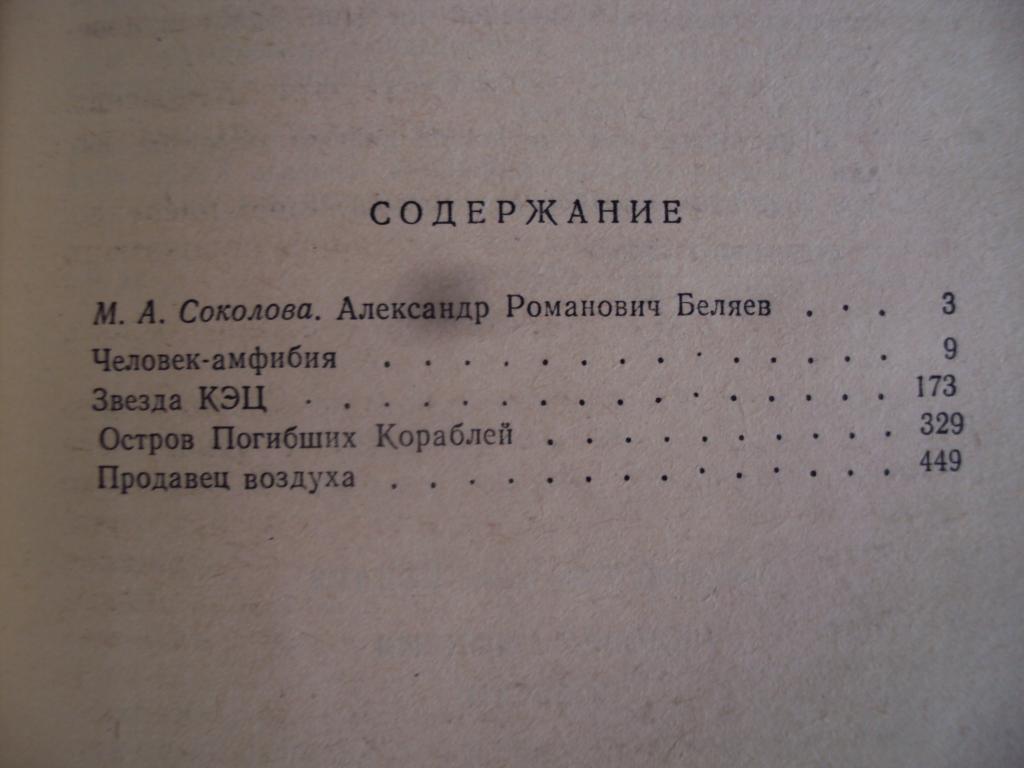 СОДЕРЖАНИЕ
М. А. Соколова. Александр Романович Беляев . . . 3
Человек-амфибия . . . . . . . . . . . . . . 9
Звезда КЭЦ . . . . . . . . . . . . . . . . 173
Остров Погибших Кораблей . . . . . . . . . . 329
Продавец воздуха . . . . . . . . . . . . . . 449